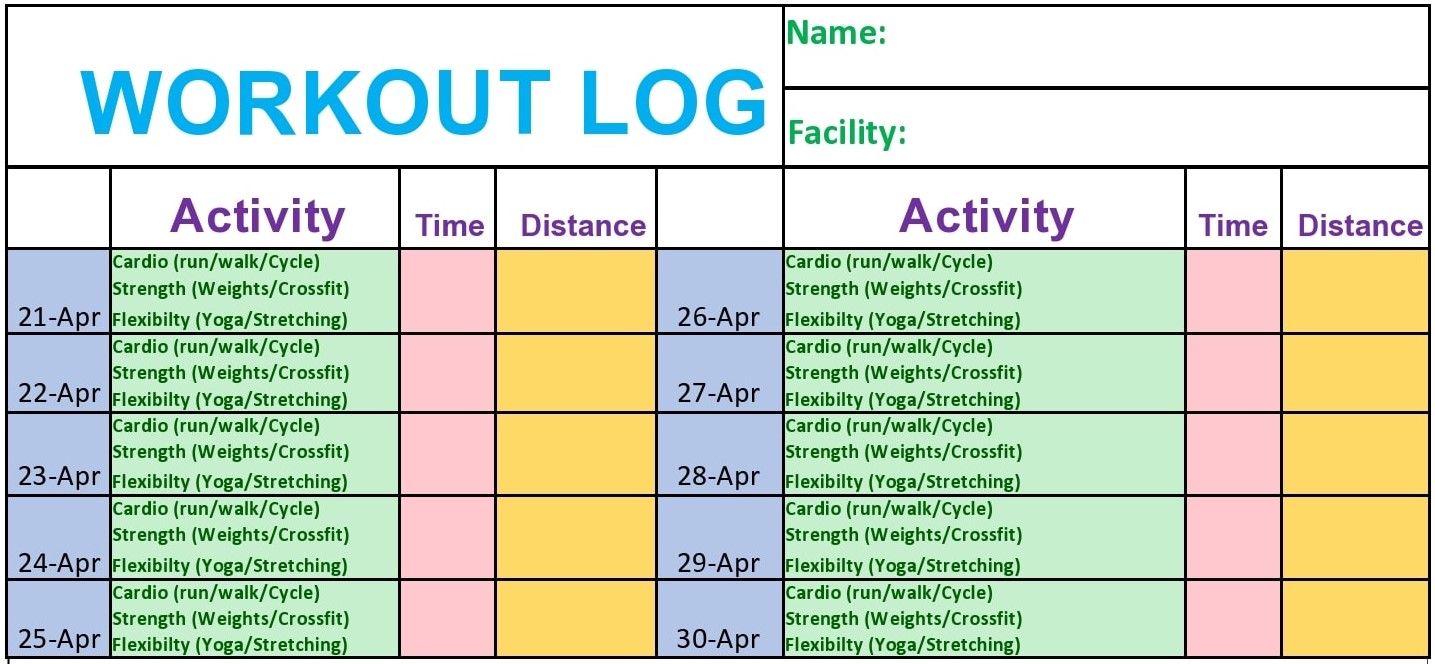 WORKOUT LOG
Name:
Facility:
Activity Time Distance Activity Time Distance
Cardio (run/walk/Cycle) Cardio (run/walk/Cycle)
Strength (Weights/Crossfit) Strength (Weights/Crossfit)
21-Apr Flexibilty (Yoga/Stretching) 26-Apr Flexibilty (Yoga/Stretching)
Cardio (run/walk/Cycle) Cardio (run/walk/Cycle)
Strength (Weights/Crossfit) Strength (Weights/Crossfit)
22-Apr Flexibilty (Yoga/Stretching) 27-Apr Flexibilty (Yoga/Stretching)
Cardio (run/walk/Cycle) Cardio (run/walk/Cycle)
Strength (Weights/Crossfit) Strength (Weights/Crossfit)
23-Apr Flexibilty (Yoga/Stretching) 28-Apr Flexibilty (Yoga/Stretching)
Cardio (run/walk/Cycle) Cardio (run/walk/Cycle)
Strength (Weights/Crossfit) Strength (Weights/Crossfit)
24-Apr Flexibilty (Yoga/Stretching) 29-Apr Flexibilty (Yoga/Stretching)
Cardio (run/walk/Cycle) Cardio (run/walk/Cycle)
Strength (Weights/Crossfit) Strength (Weights/Crossfit)
25-Apr Flexibilty (Yoga/Stretching) 30-Apr Flexibilty (Yoga/Stretching)